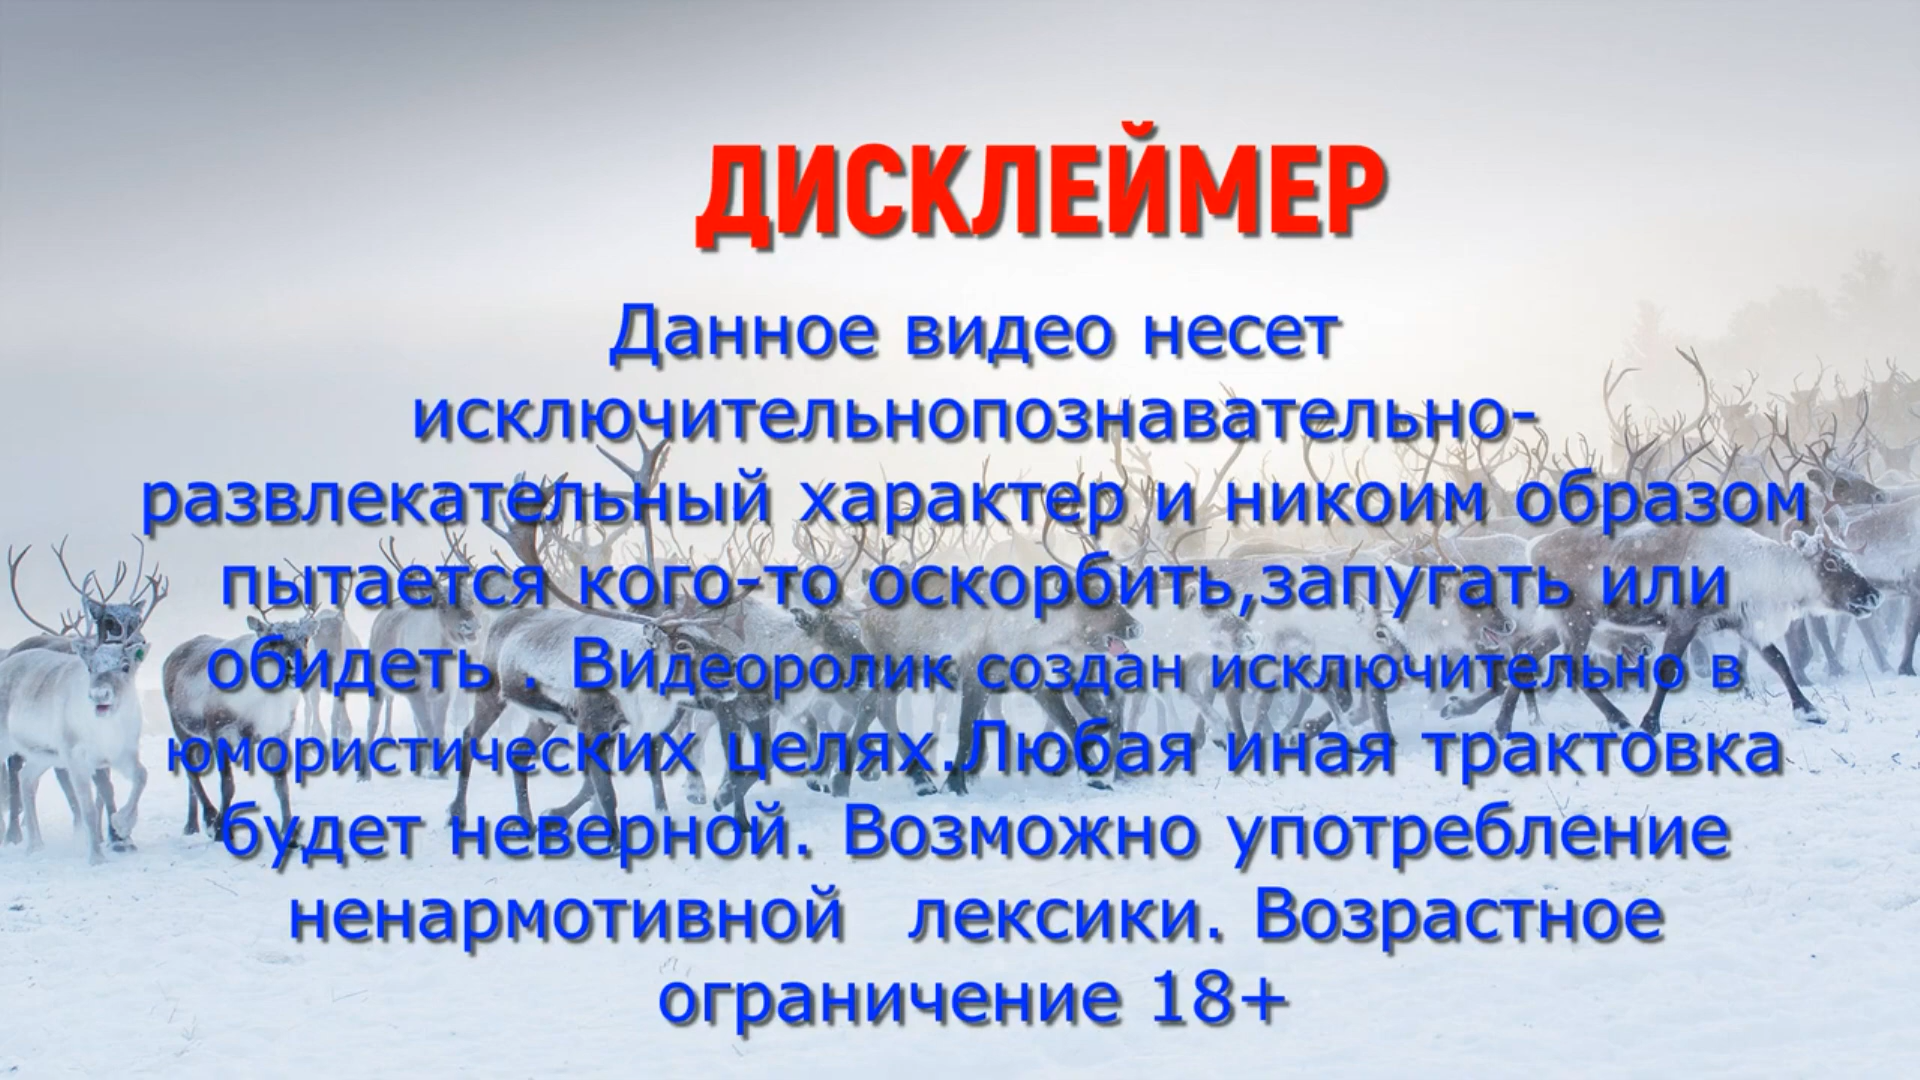 ДИСКЛЕЙМЕР
Данное видео несет
исключительнопознавательно-
развлекательный характер и никоим образом
пытается кого-то оскорбить,запугать или
обидеть . Видеоролик создан исключительно в
юмористических целях.Любая иная трактовка
будет неверной. Возможно употребление
ненармотивной лексики. Возрастное
ограничение 18+